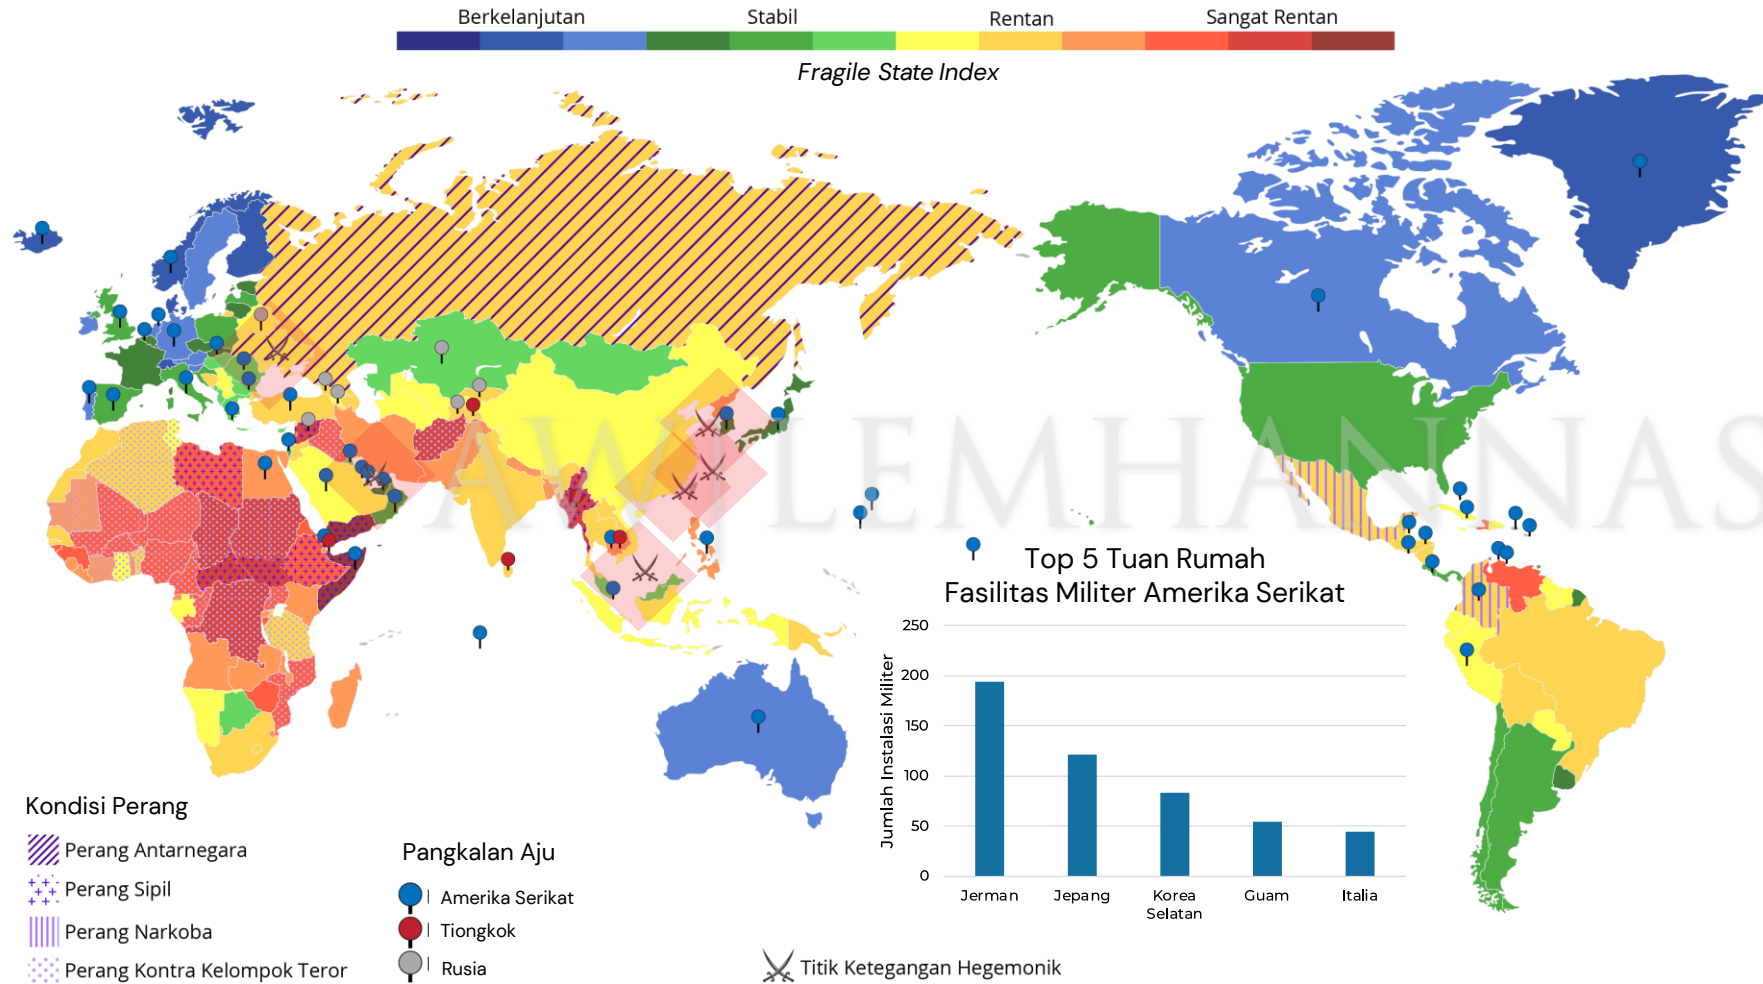 Berkelanjutan
Stabil
Rentan
Sangat Rentan
Fragile State Index
LEMHANNAS
Top 5 Tuan Rumah
Fasilitas Militer Amerika Serikat
Jumlah Instalasi Militer
250
200
150
100
50
0
Jerman
Jepang
Korea
Selatan
Guam
Italia
Kondisi Perang
Perang Antarnegara
Perang Sipil
Perang Narkoba
Perang Kontra Kelompok Teror
Pangkalan Aju
Amerika Serikat
Tiongkok
Rusia
Titik Ketegangan Hegemonik